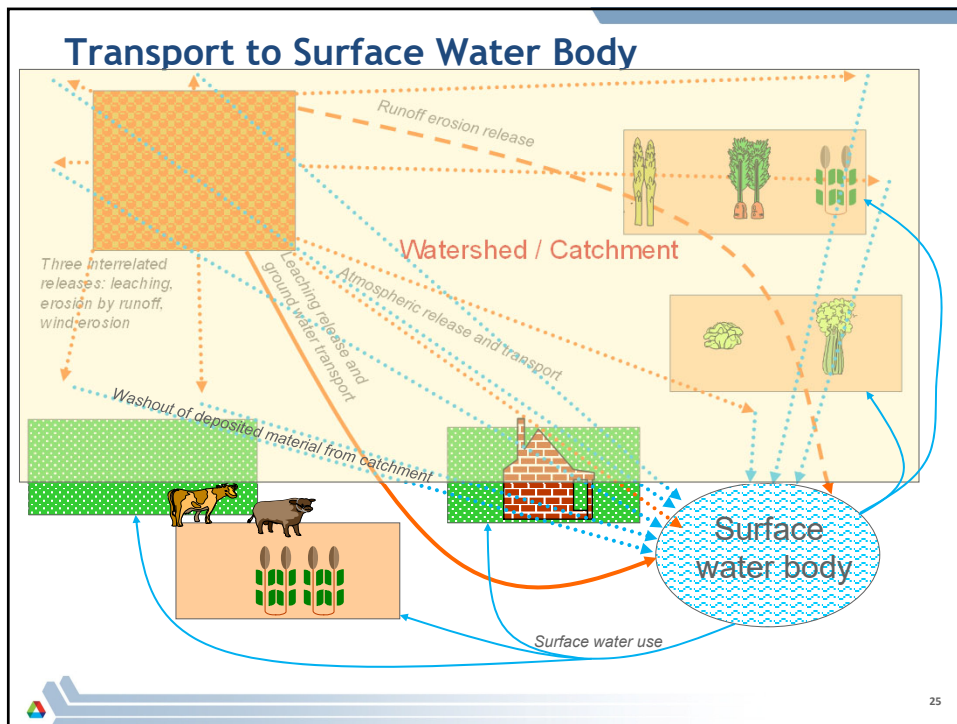 Transport to Surface Water Body
Runoff erosion release
Watershed / Catchment
Three interrelated
releases: leaching,
erosion by runoff,
wind erosion
Leaching release and
ground water transport
Atmospheric release and transport
Washout of deposited material from catchment
Surface
water body
Surface water use
25